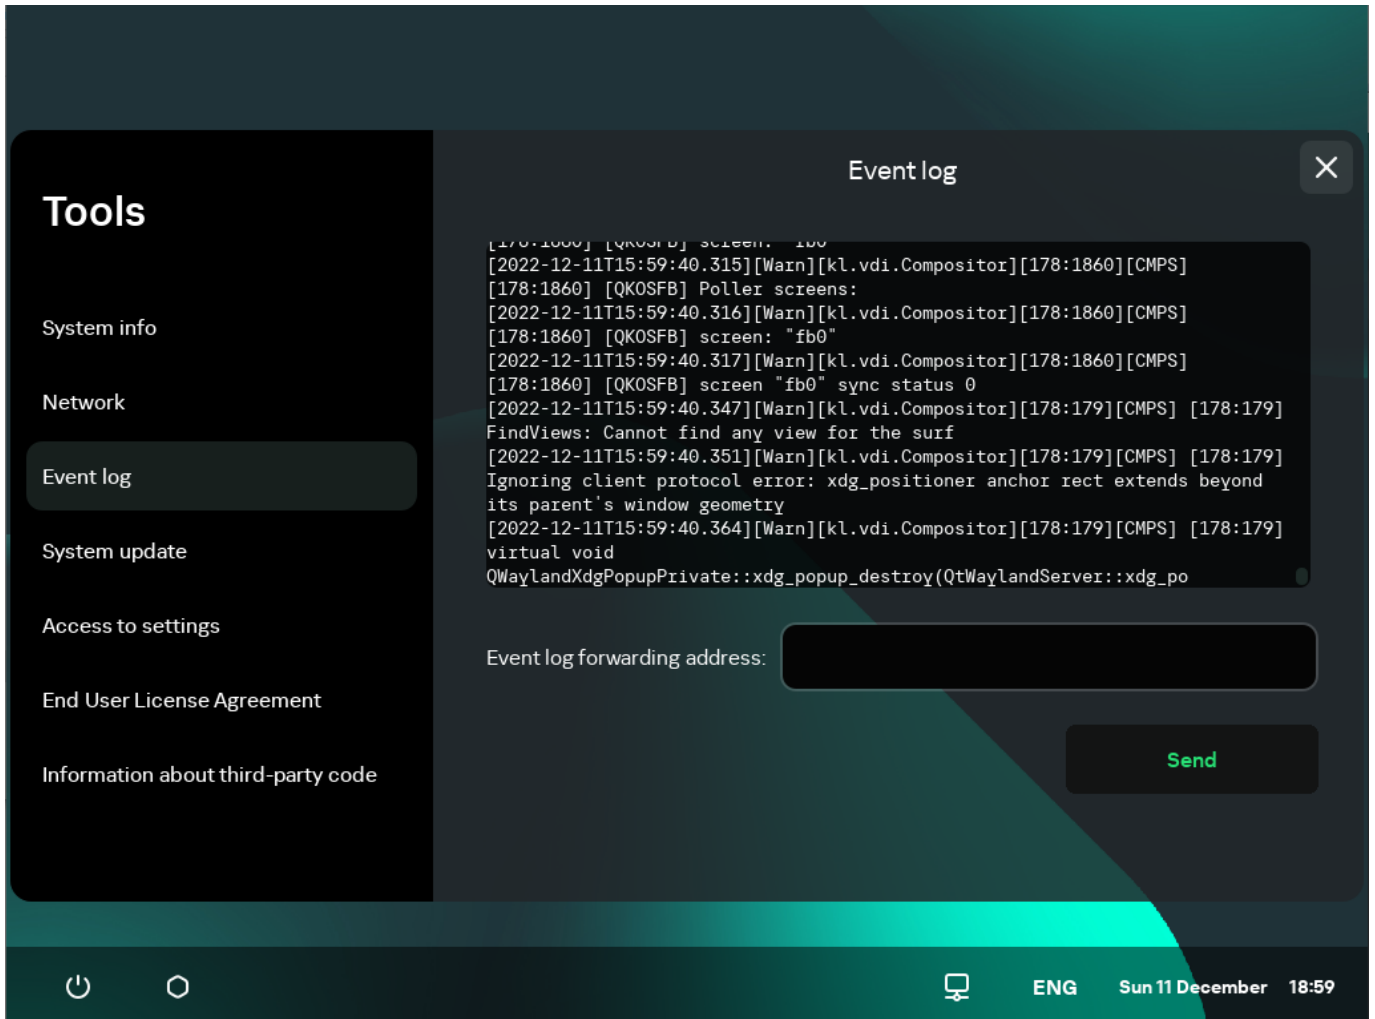 Event log
Tools
System info
Network
Event log
System update
Access to settings
End User License Agreement
Information about third-party code
[178:1860] [QKOSFB] screen: "fb0"
[2022-12-11T15:59:40.315][Warn][kl.vdi.Compositor][178:1860][CMPS]
[178:1860] [QKOSFB] Poller screens:
[2022-12-11T15:59:40.316][Warn][kl.vdi.Compositor][178:1860][CMPS]
[178:1860] [QKOSFB] screen: "fb0"
[2022-12-11T15:59:40.317][Warn][kl.vdi.Compositor][178:1860][CMPS]
[178:1860] [QKOSFB] screen "fb0" sync status 0
[2022-12-11T15:59:40.347][Warn][kl.vdi.Compositor][178:179][CMPS] [178:179]
FindViews: Cannot find any view for the surf
[2022-12-11T15:59:40.351][Warn][kl.vdi.Compositor][178:179][CMPS] [178:179]
Ignoring client protocol error: xdg_positioner anchor rect extends beyond
its parent's window geometry
[2022-12-11T15:59:40.364][Warn][kl.vdi.Compositor][178:179][CMPS] [178:179]
virtual void
QWaylandXdgPopupPrivate::xdg_popup_destroy(QtWaylandServer::xdg_po
Event log forwarding address:
Send
ENG
Sun 11 December
18:59